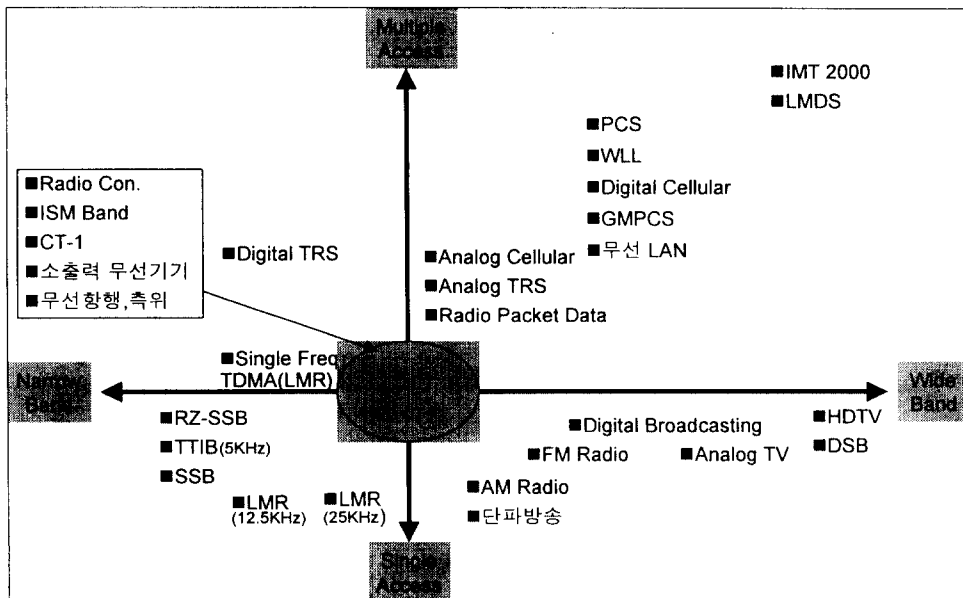 Multiple
Access
■IMT 2000
■LMDS
■PCS
■WLL
■Digital Cellular
■GMPCS
■무선 LAN
■Radio Con.
■ISM Band
■CT-1
■소출력 무선기기
■무선항행,측위
■Digital TRS
■Analog Cellular
■Analog TRS
■Radio Packet Data
■Single Freq
TDMA(LMR)
Narrow
Band
Wide
Band
■RZ-SSB
■TTIB(5KHz)
■SSB
■LMR
(12.5KHz)
■LMR
(25KHz)
■Digital Broadcasting
■FM Radio
■Analog TV
■HDTV
■DSB
■AM Radio
■단파방송
Single
Access